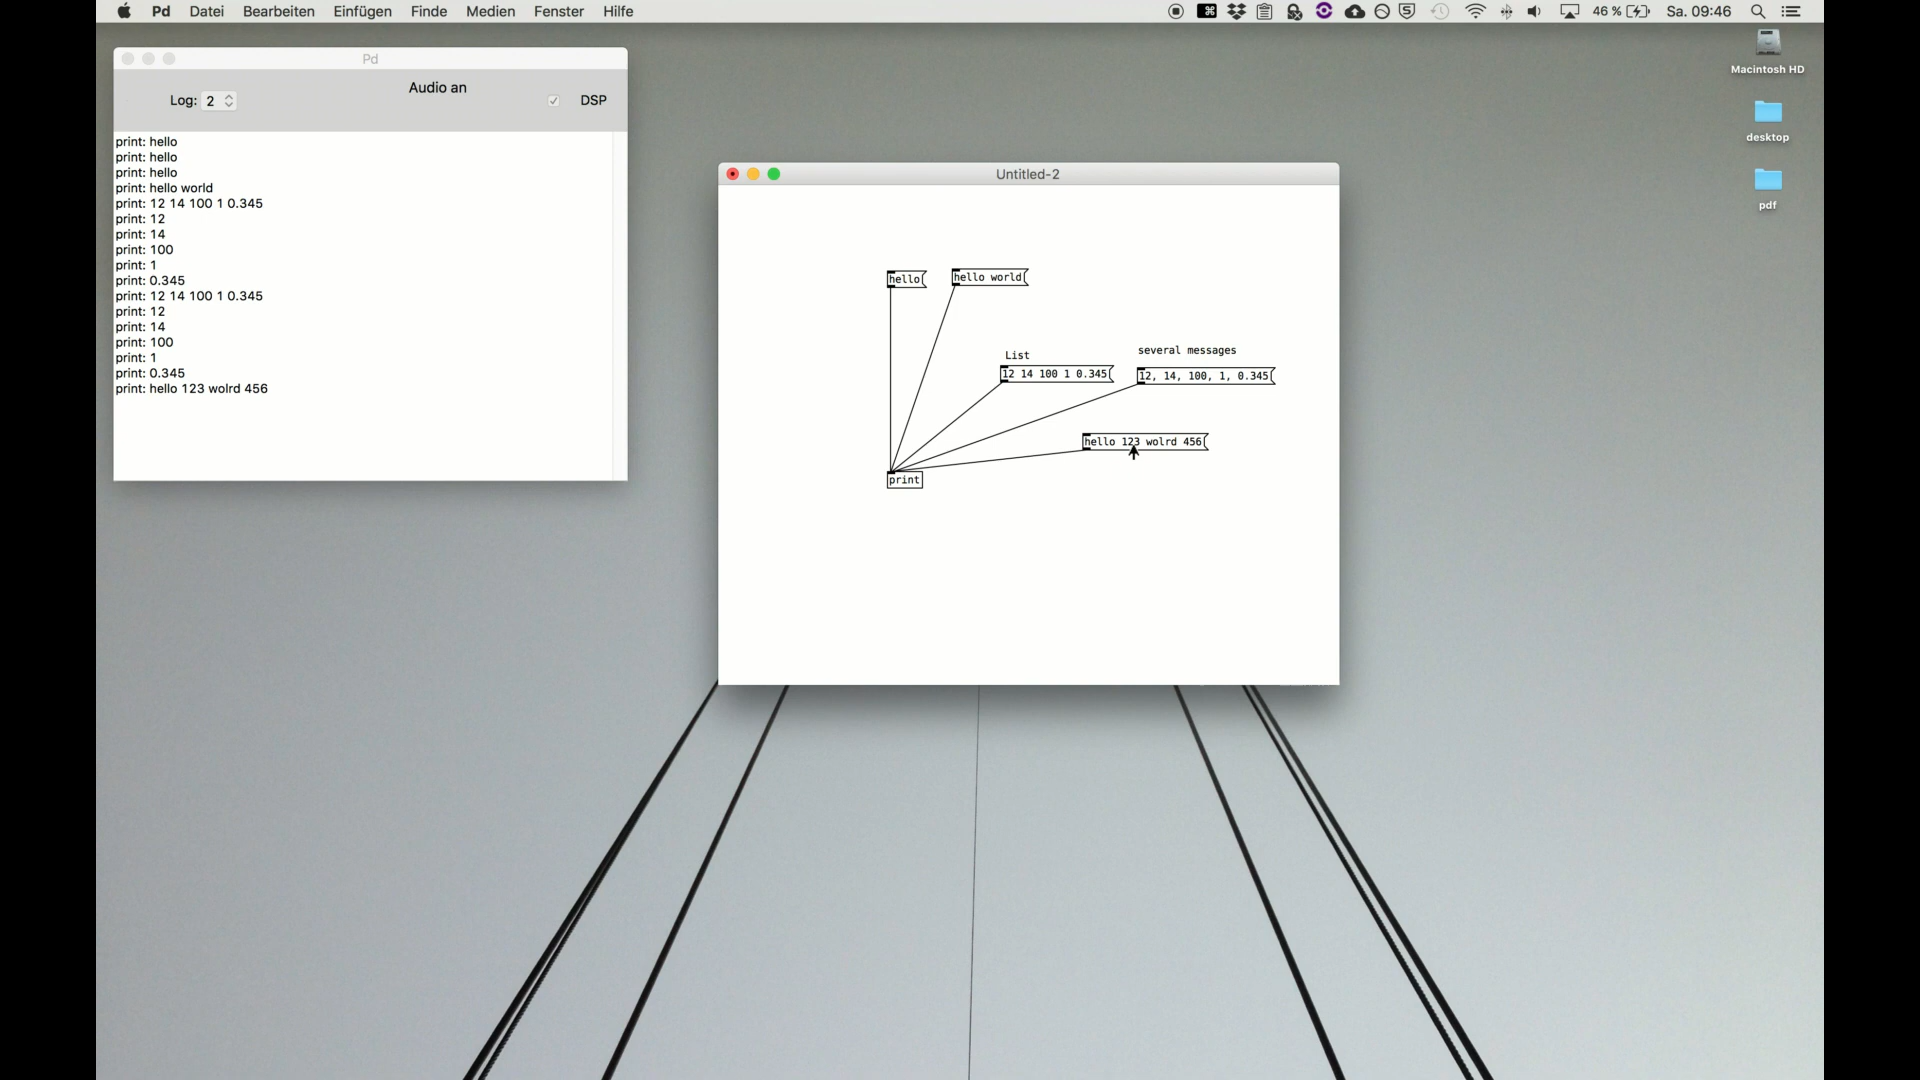 Pd Datei Bearbeiten Einfügen Finde Medien Fenster Hilfe
46 % Sa. 09:46
Macintosh HD
desktop
pdf
Pd
Audio an
Log: 2
DSP
print: hello
print: hello
print: hello
print: hello world
print: 12 14 100 1 0.345
print: 12
print: 14
print: 100
print: 1
print: 0.345
print: 12 14 100 1 0.345
print: 12
print: 14
print: 100
print: 1
print: 0.345
print: hello 123 wolrd 456
Untitled-2
hello
hello world
List
several messages
12 14 100 1 0.345
12, 14, 100, 1, 0.345
hello 123 wolrd 456
print